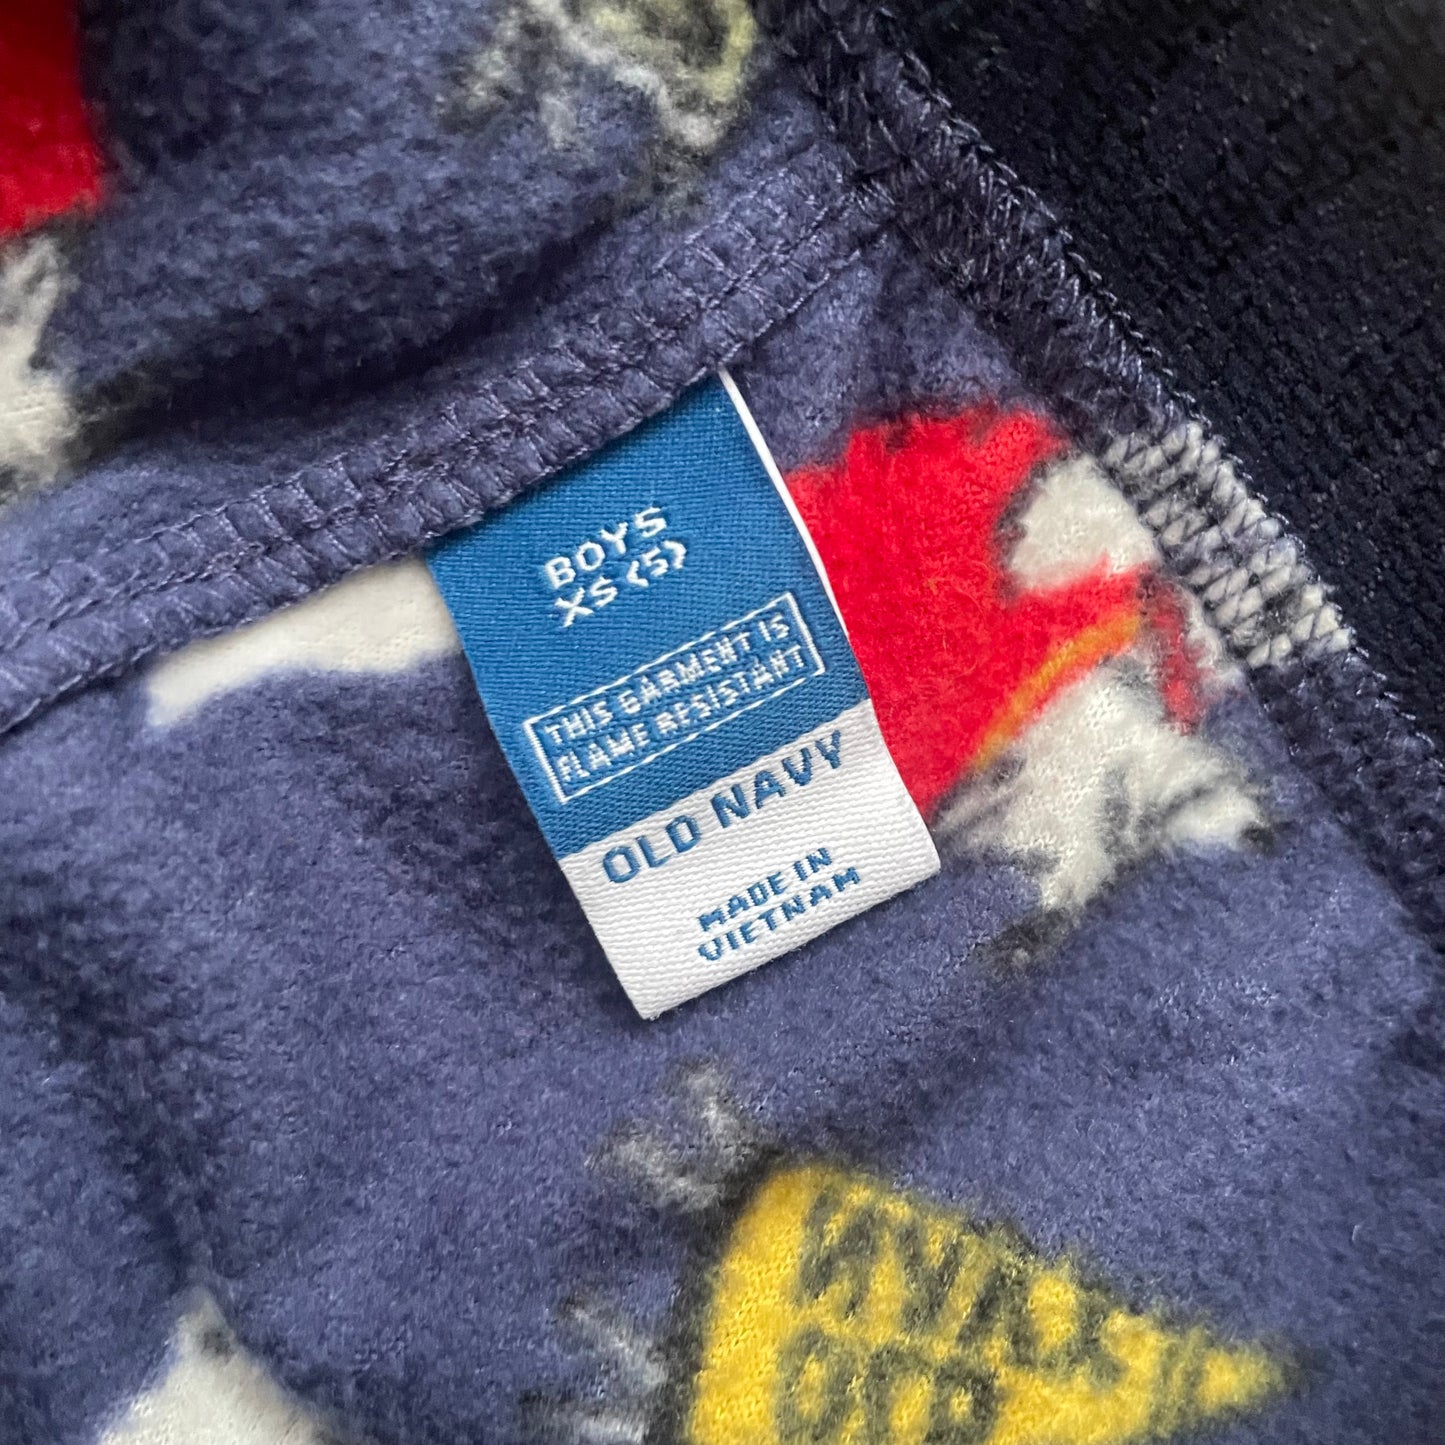 BOYS
XS (5)
THIS GARMENT IS
FLAME RESISTANT
OLD NAVY
MADE IN
VIETNAM